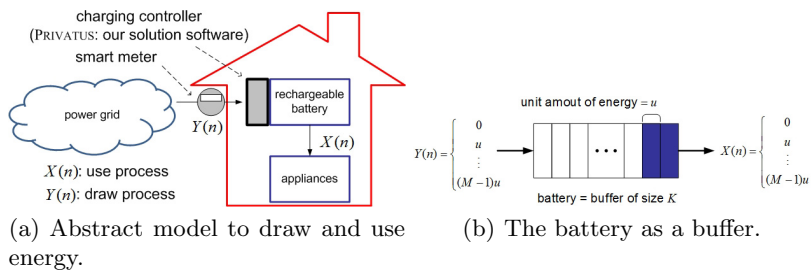 charging controller
(PRIVATUS: our solution software)
smart meter
power grid
rechargeable
battery
Y(n)
X(n)
X(n): use process
Y(n): draw process
appliances
(a) Abstract model to draw and use
energy.
unit amout of energy = u
Y(n) = { 0
u
⋮
(M−1)u
• • •
X(n) = { 0
u
⋮
(M−1)u
battery = buffer of size K
(b) The battery as a buffer.